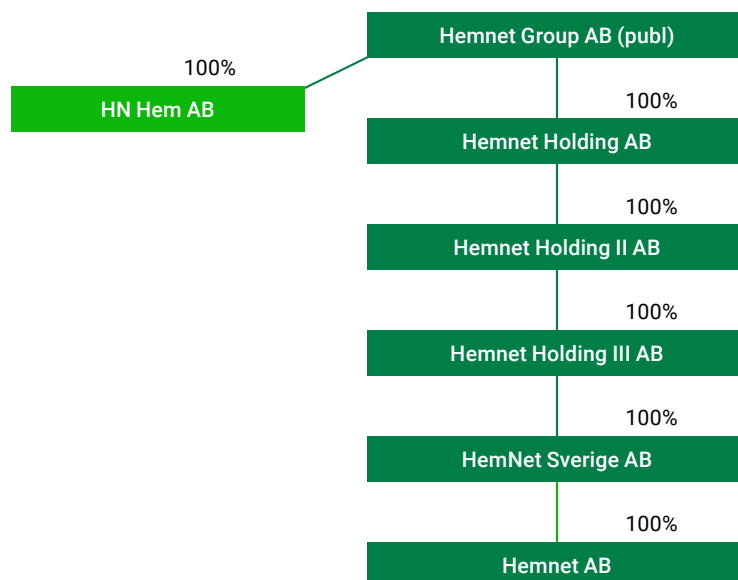 Hemnet Group AB (publ)
100%
HN Hem AB
100%
Hemnet Holding AB
100%
Hemnet Holding II AB
100%
Hemnet Holding III AB
100%
HemNet Sverige AB
100%
Hemnet AB